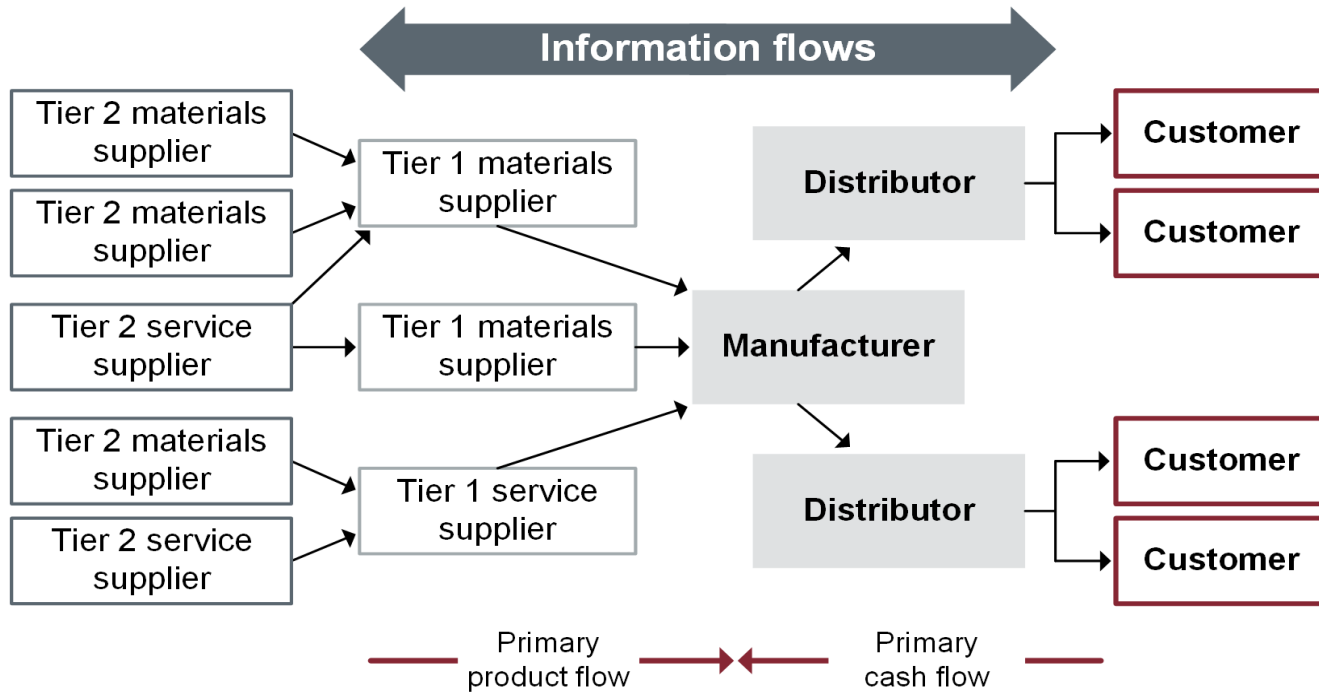 Information flows
Tier 2 materials
supplier
Tier 2 materials
supplier
Tier 2 service
supplier
Tier 2 materials
supplier
Tier 2 service
supplier
Tier 1 materials
supplier
Tier 1 materials
supplier
Tier 1 service
supplier
Manufacturer
Distributor
Distributor
Customer
Customer
Customer
Customer
Primary
product flow
Primary
cash flow